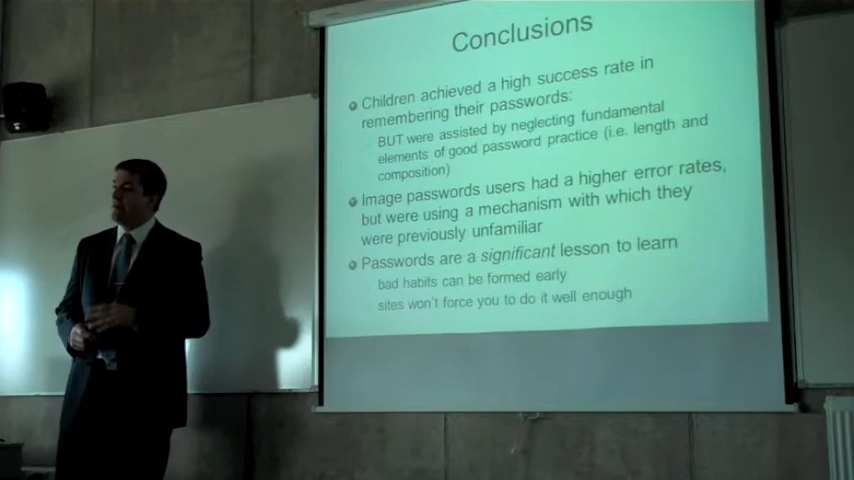 Conclusions
Children achieved a high success rate in
remembering their passwords:
BUT were assisted by neglecting fundamental
elements of good password practice (i.e. length and
composition)
Image passwords users had a higher error rates,
but were using a mechanism with which they
were previously unfamiliar
Passwords are a significant lesson to learn
bad habits can be formed early
sites won't force you to do it well enough